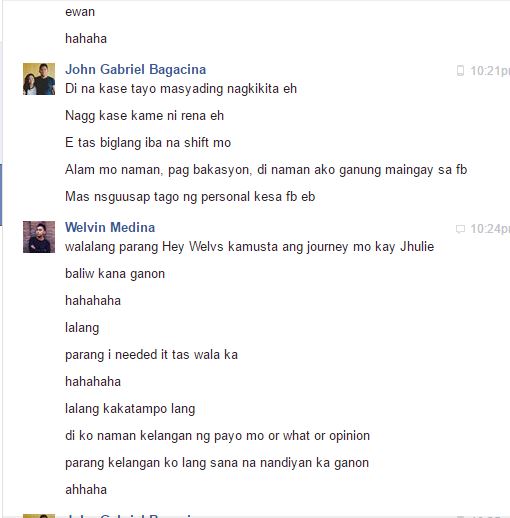 ewan
hahaha
John Gabriel Bagacina 10:21p
Di na kase tayo masyading nagkikita eh
Nagg kase kame ni rena eh
E tas biglang iba na shift mo
Alam mo naman, pag bakasyon, di naman ako ganung maingay sa fb
Mas nsguusap tago ng personal kesa fb eb
Welvin Medina 10:24p
walalang parang Hey Welvs kamusta ang journey mo kay Jhulie
baliw kana ganon
hahahaha
lalang
parang i needed it tas wala ka
hahahaha
lalang kakatampo lang
di ko naman kelangan ng payo mo or what or opinion
parang kelangan ko lang sana na nandiyan ka ganon
ahhaha